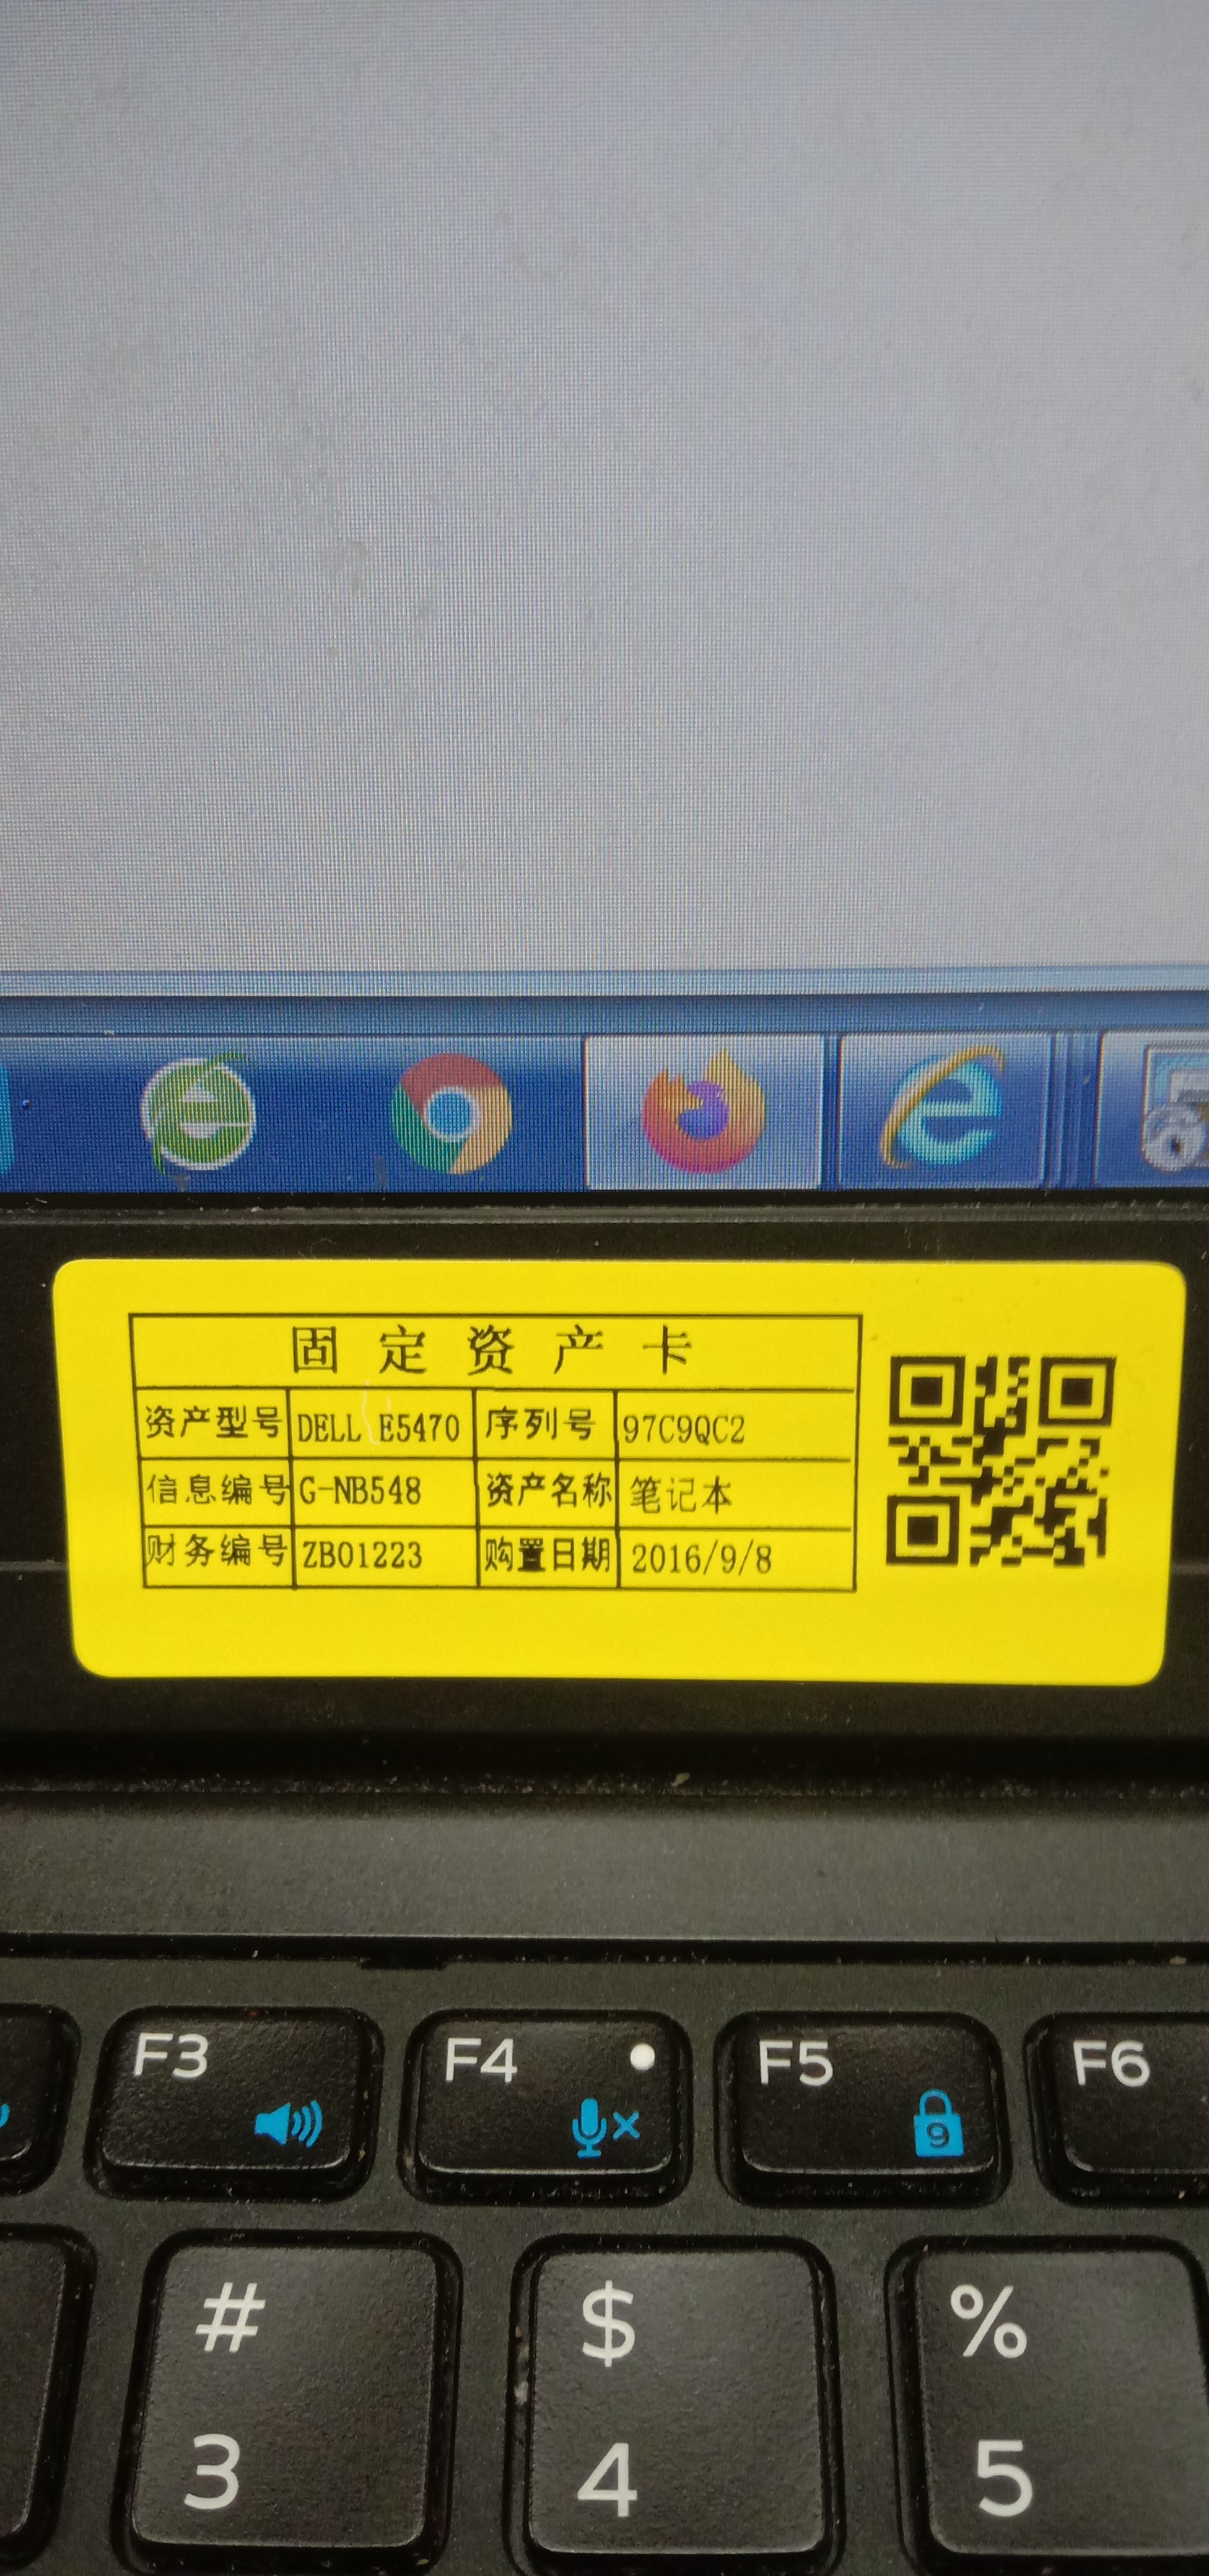 固定资产卡
资产型号 DELL E5470 序列号 97C9QC2
信息编号 G-NB548 资产名称 笔记本
财务编号 ZB01223 购置日期 2016/9/8
F3 F4 F5 9 F6
# $ %
3 4 5